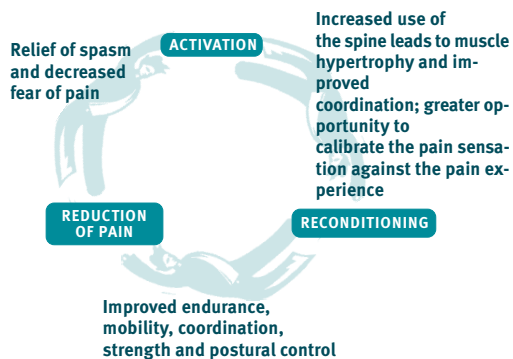 Relief of spasm
and decreased
fear of pain
ACTIVATION
Increased use of
the spine leads to muscle
hypertrophy and im-
proved
coordination; greater op-
portunity to
calibrate the pain sensa-
tion against the pain ex-
perience
REDUCTION
OF PAIN
RECONDITIONING
Improved endurance,
mobility, coordination,
strength and postural control